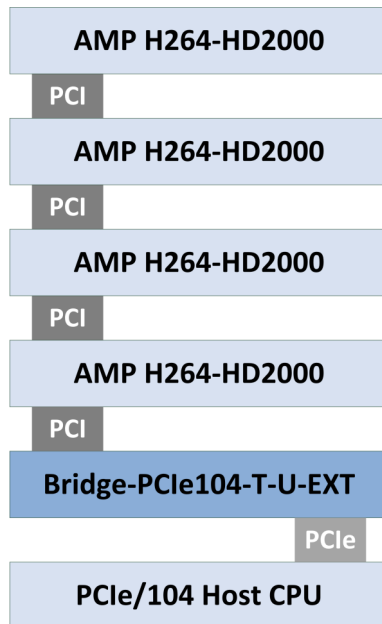 AMP H264-HD2000
PCI
AMP H264-HD2000
PCI
AMP H264-HD2000
PCI
AMP H264-HD2000
PCI
Bridge-PCIe104-T-U-EXT
PCIe
PCIe/104 Host CPU